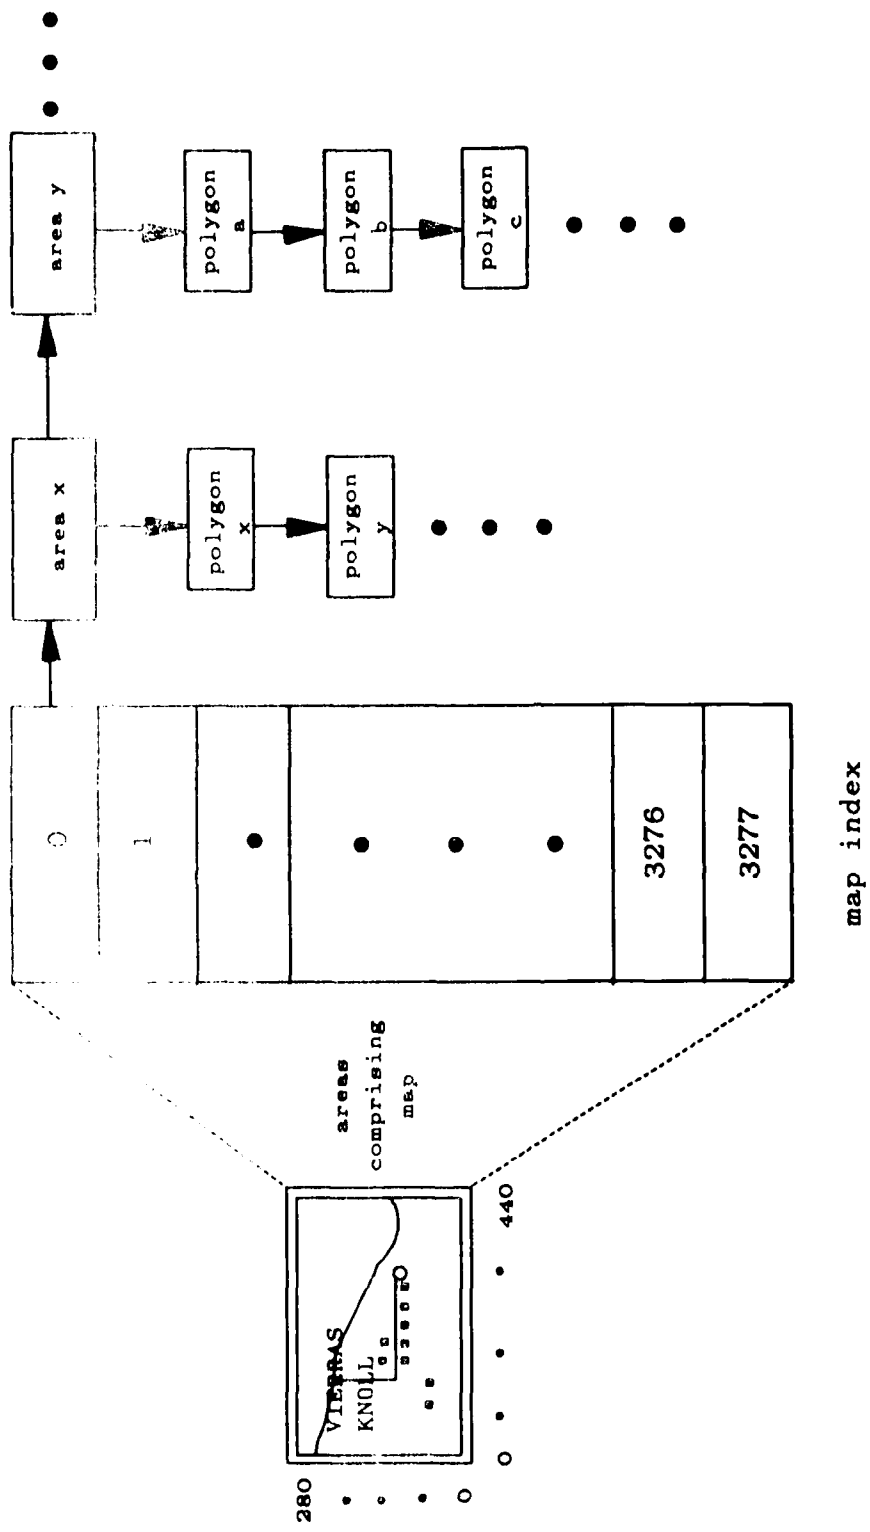 280
0
0
440
VIERRAS
KNOLL
areas
comprising
map
0
1
3276
3277
map index
area x
polygon
x
polygon
y
area y
polygon
a
polygon
b
polygon
c